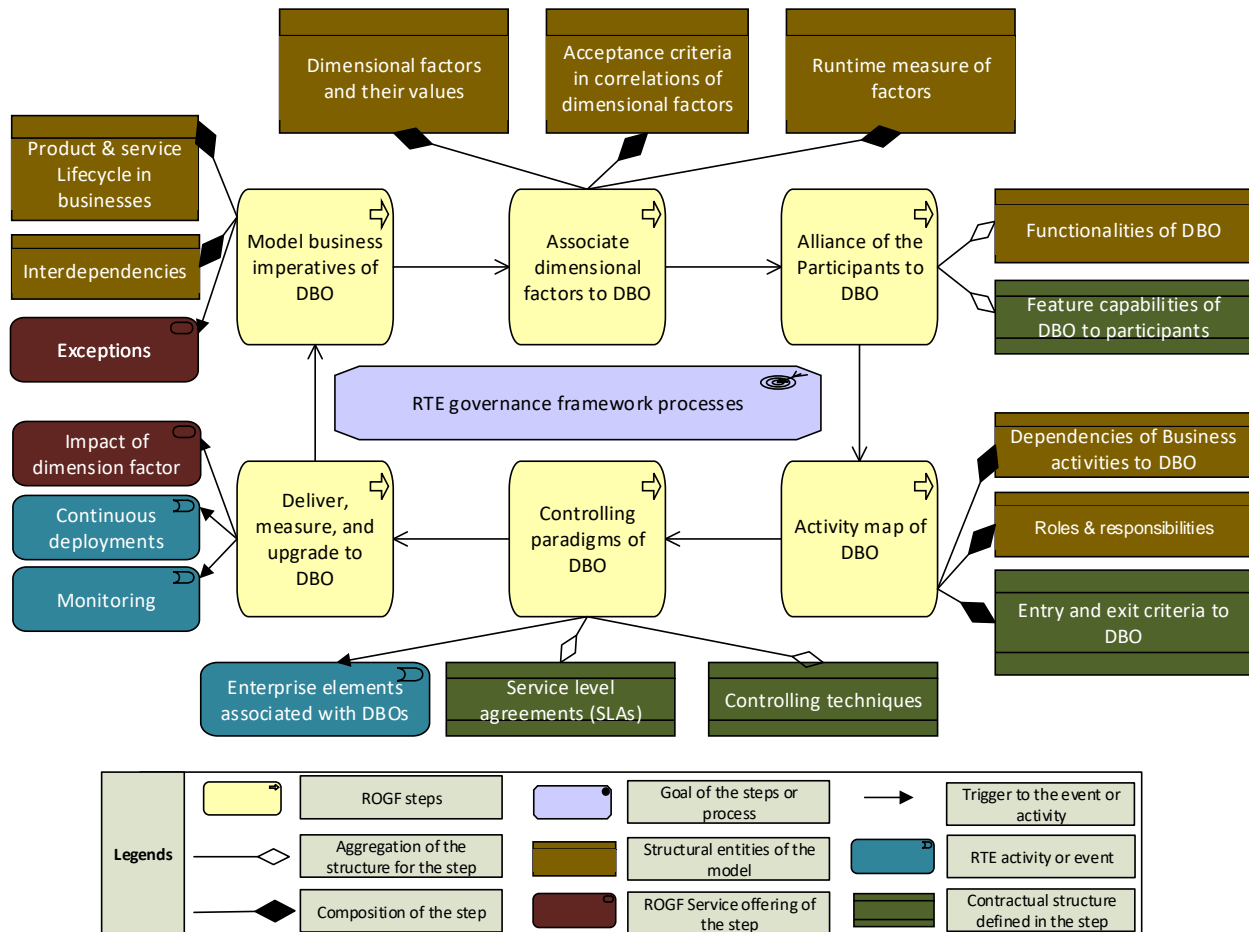 Dimensional factors
and their values
Acceptance criteria
in correlations of
dimensional factors
Runtime measure of
factors
Product & service
Lifecycle in
businesses
Interdependencies
Exceptions
Model business
imperatives of
DBO
Associate
dimensional
factors to DBO
Alliance of the
Participants to
DBO
Functionalities of DBO
Feature capabilities of
DBO to participants
RTE governance framework processes
Impact of
dimension factor
Continuous
deployments
Monitoring
Deliver,
measure, and
upgrade to
DBO
Controlling
paradigms of
DBO
Activity map of
DBO
Dependencies of Business
activities to DBO
Roles & responsibilities
Entry and exit criteria to
DBO
Enterprise elements
associated with DBOs
Service level
agreements (SLAs)
Controlling techniques
Legends
ROGF steps
Goal of the steps or
process
Trigger to the event or
activity
Aggregation of the
structure for the step
Structural entities of the
model
RTE activity or event
Composition of the step
ROGF Service offering of
the step
Contractual structure
defined in the step